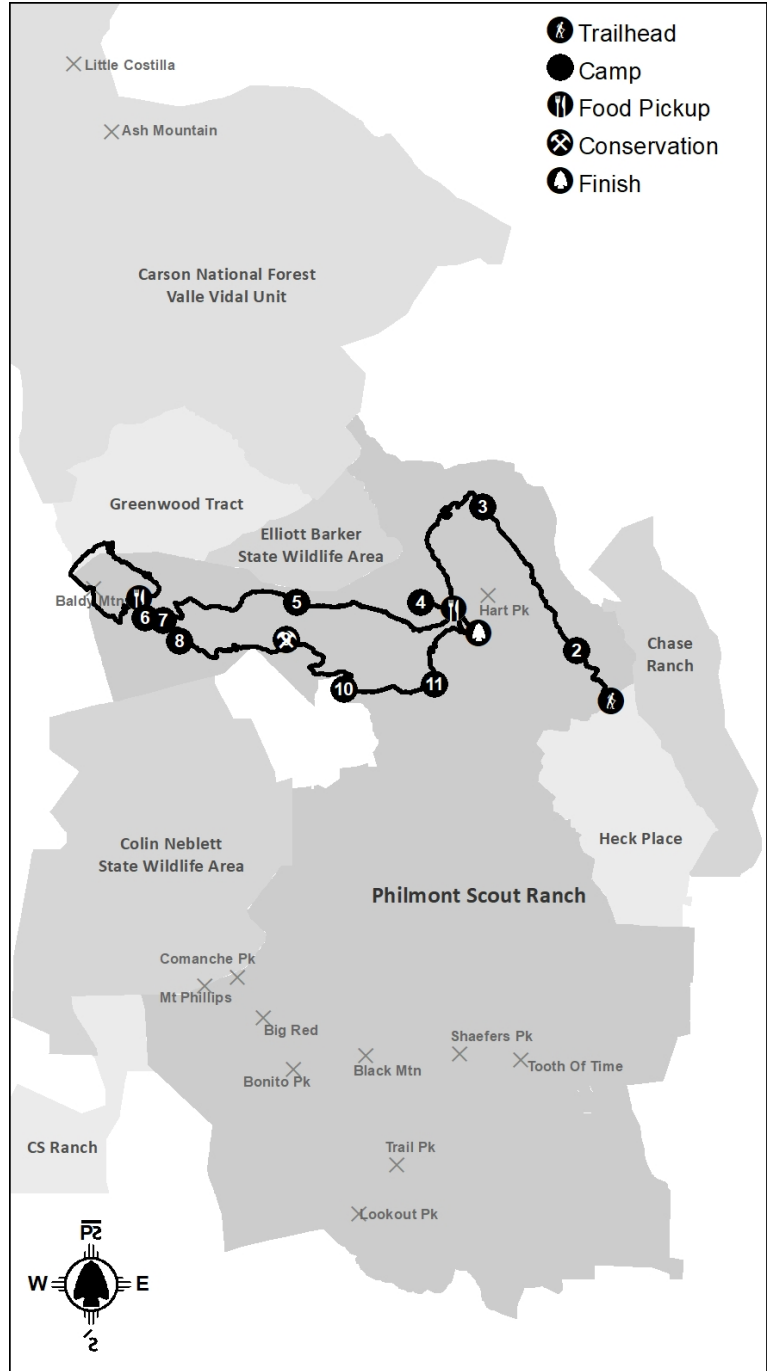 Trailhead
Camp
Food Pickup
Conservation
Finish
Little Costilla
Ash Mountain
Carson National Forest
Valle Vidal Unit
Greenwood Tract
Elliott Barker
State Wildlife Area
3
Baldy Mtn
5
4
Hart Pk
6
7
8
2
Chase
Ranch
10
11
Heck Place
Colin Neblett
State Wildlife Area
Philmont Scout Ranch
Comanche Pk
Mt Phillips
Big Red
Bonito Pk
Black Mtn
Shaefers Pk
Tooth Of Time
CS Ranch
Trail Pk
Lookout Pk
W
E